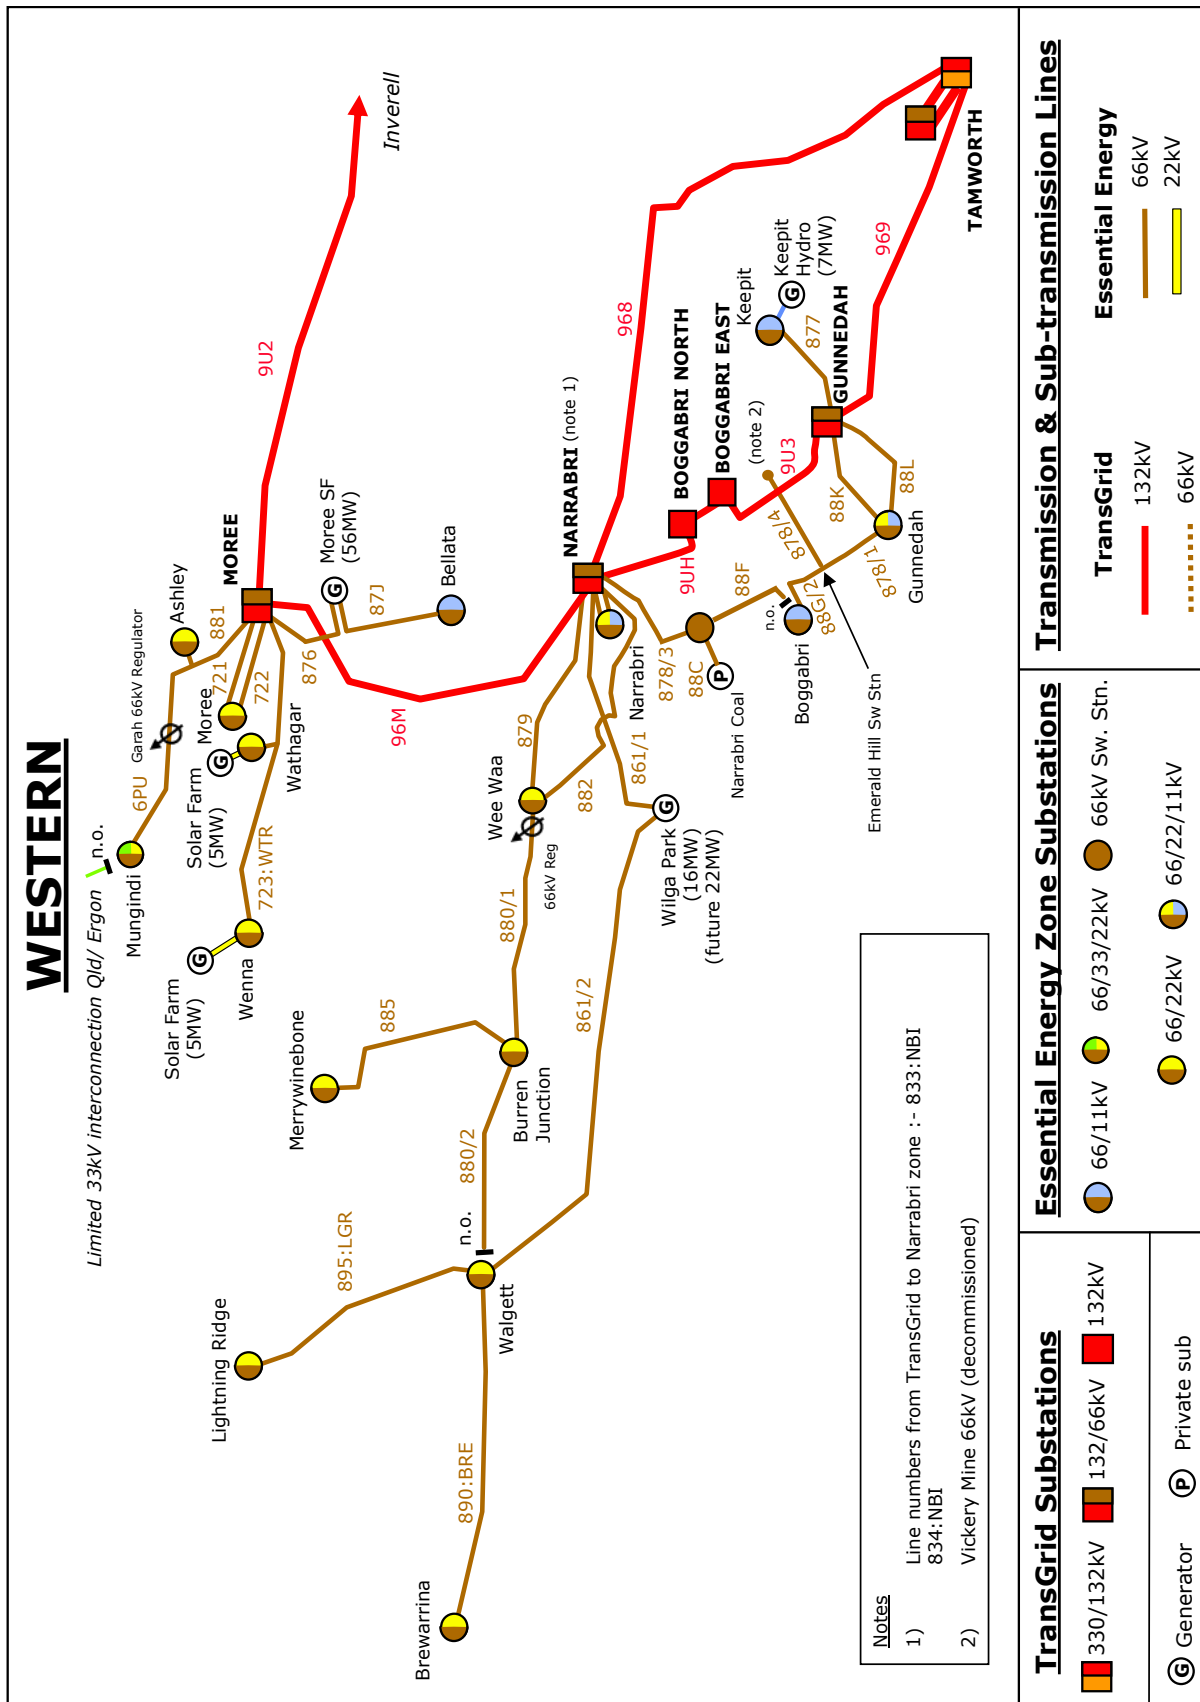 WESTERN
Limited 33kV interconnection Qld/ Ergon
n.o.
Mungindi
6PU
Garah 66kV Regulator
Ashley
881
MOREE
9U2
Inverell
721
722
Moree
Solar Farm
(5MW)
Wathagar
876
Moree SF
(56MW)
87J
Bellata
Solar Farm
(5MW)
Wenna
723:WTR
96M
Lightning Ridge
895:LGR
Merrywinebone
885
Brewarrina
890:BRE
Walgett
n.o.
880/2
Burren
Junction
880/1
66kV Reg
Wee Waa
879
882
861/1
861/2
Wilga Park
(16MW)
(future 22MW)
NARRABRI (note 1)
Narrabri
968
878/3
88C
Narrabri Coal
9UH
88F
BOGGABRI NORTH
BOGGABRI EAST
n.o.
Boggabri
88G/2
Emerald Hill Sw Stn
878/4
(note 2)
9U3
878/1
Gunnedah
88K
88L
GUNNEDAH
877
Keepit
Keepit
Hydro
(7MW)
G
G
G
G
G
P
969
TAMWORTH
Notes
1) Line numbers from TransGrid to Narrabri zone :- 833:NBI
834:NBI
2) Vickery Mine 66kV (decommissioned)
TransGrid Substations
330/132kV
132/66kV
132kV
G Generator
P Private sub
Essential Energy Zone Substations
66/11kV
66/33/22kV
66kV Sw. Stn.
66/22kV
66/22/11kV
Transmission & Sub-transmission Lines
TransGrid
132kV
66kV
Essential Energy
66kV
22kV